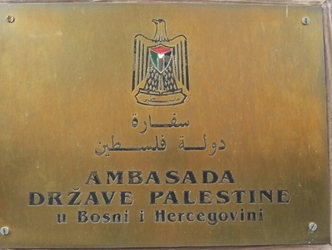 سفارة
دولة فلسطين
AMBASADA
DRŽAVE PALESTINE
u Bosni i Hercegovini